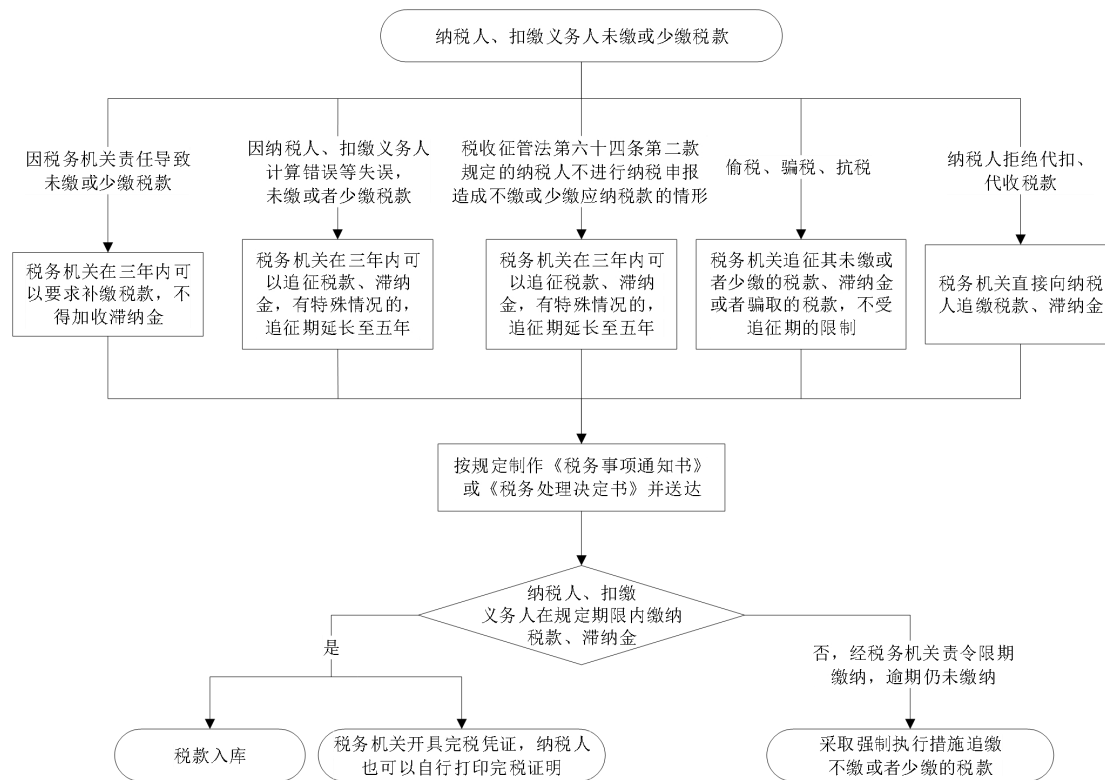 纳税人、扣缴义务人未缴或少缴税款
因税务机关责任导致
未缴或少缴税款
因纳税人、扣缴义务人
计算错误等失误，
未缴或者少缴税款
税收征管法第六十四条第二款
规定的纳税人不进行纳税申报
造成不缴或少缴应纳税款的情形
偷税、骗税、抗税
纳税人拒绝代扣、
代收税款
税务机关在三年内可
以要求补缴税款，不
得加收滞纳金
税务机关在三年内可
以追征税款、滞纳
金，有特殊情况的，
追征期延长至五年
税务机关在三年内可
以追征税款、滞纳
金，有特殊情况的，
追征期延长至五年
税务机关追征其未缴或
者少缴的税款、滞纳金
或者骗取的税款，不受
追征期的限制
税务机关直接向纳税
人追缴税款、滞纳金
按规定制作《税务事项通知书》
或《税务处理决定书》并送达
纳税人、扣缴
义务人在规定期限内缴纳
税款、滞纳金
是
否，经税务机关责令限期
缴纳，逾期仍未缴纳
税款入库
税务机关开具完税凭证，纳税人
也可以自行打印完税证明
采取强制执行措施追缴
不缴或者少缴的税款